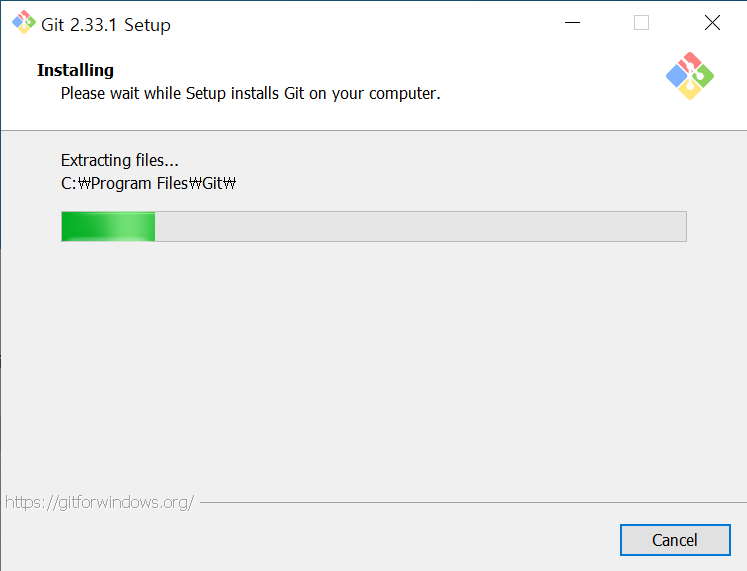 Git 2.33.1 Setup
Installing
Please wait while Setup installs Git on your computer.
Extracting files...
C:₩Program Files₩Git₩
https://gitforwindows.org/
Cancel